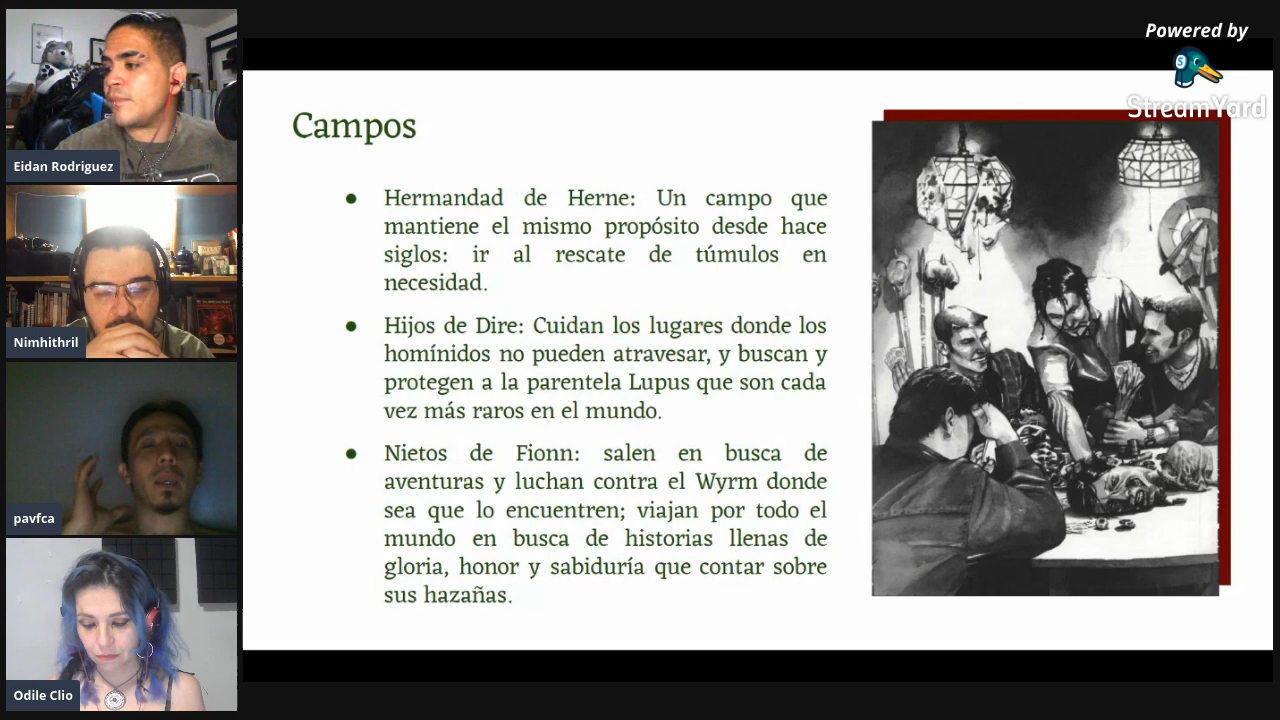 Powered by
StreamYard
Eidan Rodriguez
Nimhithril
pavfca
Odile Clio
Campos
● Hermandad de Herne: Un campo que
mantiene el mismo propósito desde hace
siglos: ir al rescate de túmulos en
necesidad.
● Hijos de Dire: Cuidan los lugares donde los
homínidos no pueden atravesar, y buscan y
protegen a la parentela Lupus que son cada
vez más raros en el mundo.
● Nietos de Fionn: salen en busca de
aventuras y luchan contra el Wyrm donde
sea que lo encuentren; viajan por todo el
mundo en busca de historias llenas de
gloria, honor y sabiduría que contar sobre
sus hazañas.